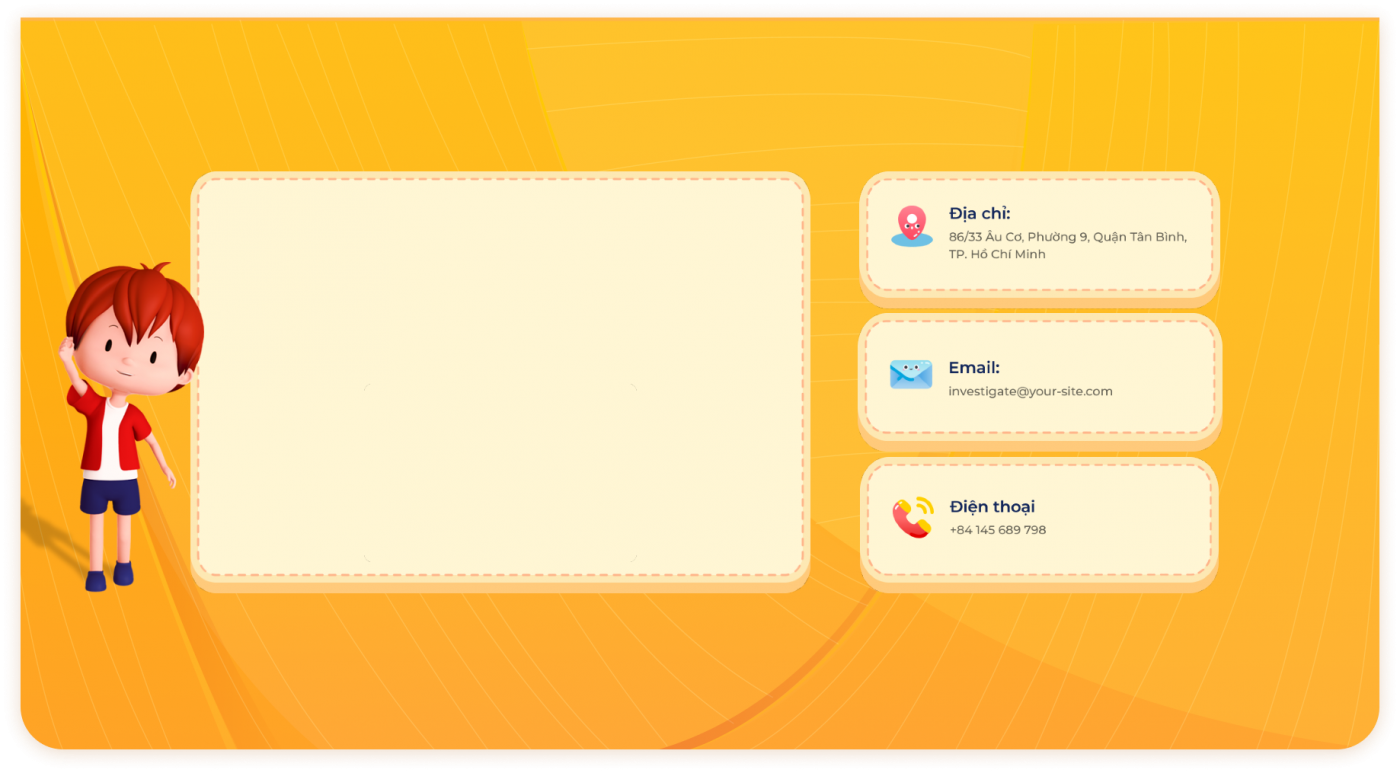 Địa chỉ:
86/33 Âu Cơ, Phường 9, Quận Tân Bình,
TP. Hồ Chí Minh
Email:
investigate@your-site.com
Điện thoại
+84 145 689 798